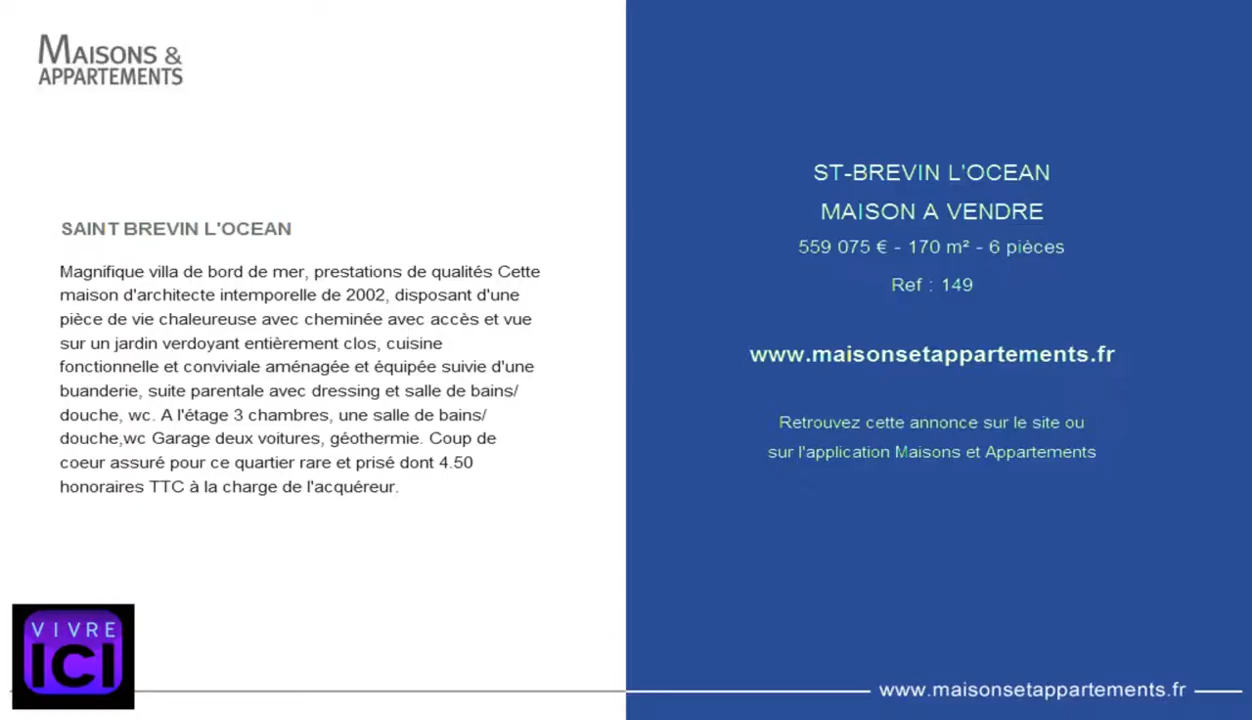 MAISONS &
APPARTEMENTS
SAINT BREVIN L'OCEAN
Magnifique villa de bord de mer, prestations de qualités Cette
maison d'architecte intemporelle de 2002, disposant d'une
pièce de vie chaleureuse avec cheminée avec accès et vue
sur un jardin verdoyant entièrement clos, cuisine
fonctionnelle et conviviale aménagée et équipée suivie d'une
buanderie, suite parentale avec dressing et salle de bains/
douche, wc. A l'étage 3 chambres, une salle de bains/
douche,wc Garage deux voitures, géothermie. Coup de
coeur assuré pour ce quartier rare et prisé dont 4.50
honoraires TTC à la charge de l'acquéreur.
VIVRE
ICI
ST-BREVIN L'OCEAN
MAISON A VENDRE
559 075 € - 170 m² - 6 pièces
Ref : 149
www.maisonsetappartements.fr
Retrouvez cette annonce sur le site ou
sur l'application Maisons et Appartements
www.maisonsetappartements.fr